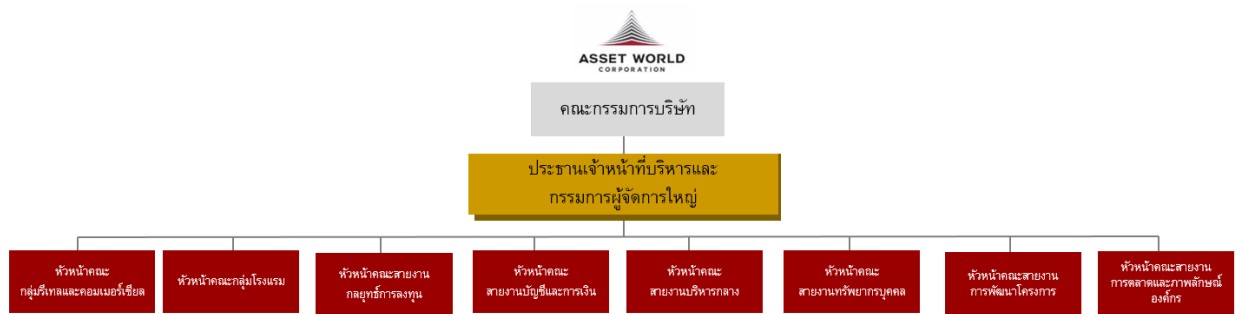 ASSET WORLD
CORPORATION
คณะกรรมการบริษัท
ประธานเจ้าหน้าที่บริหารและ
กรรมการผู้จัดการใหญ่
หัวหน้าคณะ
กลุ่มรีเทลและคอมเมอร์เชียล
หัวหน้าคณะกลุ่มโรงแรม
หัวหน้าคณะสายงาน
กลยุทธ์การลงทุน
หัวหน้าคณะ
สายงานบัญชีและการเงิน
หัวหน้าคณะ
สายงานบริหารกลาง
หัวหน้าคณะ
สายงานทรัพยากรบุคคล
หัวหน้าคณะสายงาน
การพัฒนาโครงการ
หัวหน้าคณะสายงาน
การตลาดและภาพลักษณ์
องค์กร